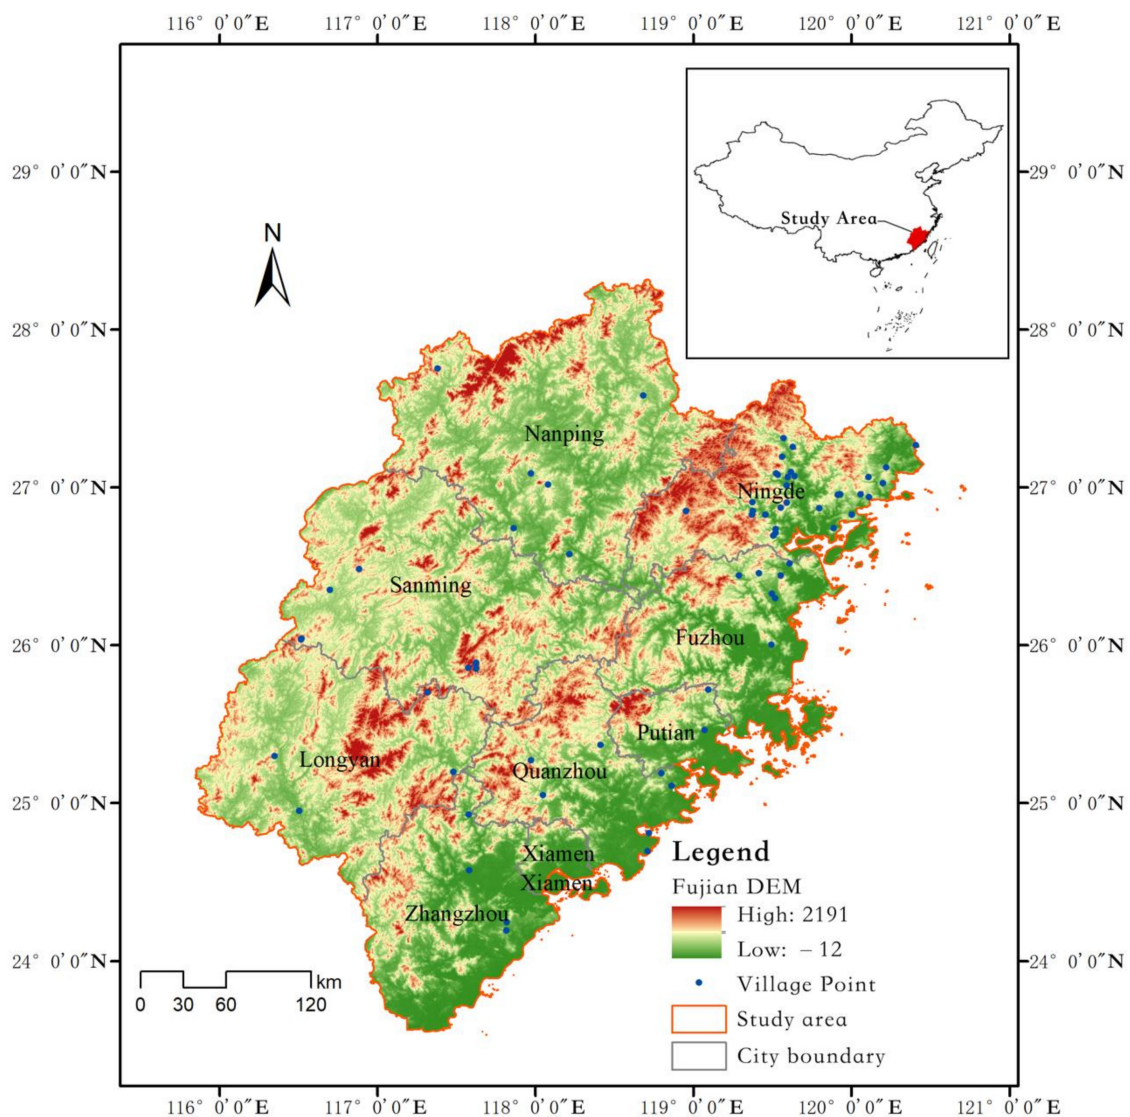 116° 0′0″E 117° 0′0″E 118° 0′0″E 119° 0′0″E 120° 0′0″E 121° 0′0″E
29° 0′0″N
29° 0′0″N
Study Area
N
28° 0′0″N
28° 0′0″N
Nanping
27° 0′0″N
Ningde
27° 0′0″N
Sanming
26° 0′0″N
Fuzhou
26° 0′0″N
Putian
Longyan
Quanzhou
25° 0′0″N
25° 0′0″N
Xiamen
Xiamen
Zhangzhou
Legend
Fujian DEM
High: 2191
Low: －12
Village Point
Study area
City boundary
24° 0′0″N
24° 0′0″N
km
0 30 60 120
116° 0′0″E 117° 0′0″E 118° 0′0″E 119° 0′0″E 120° 0′0″E 121° 0′0″E